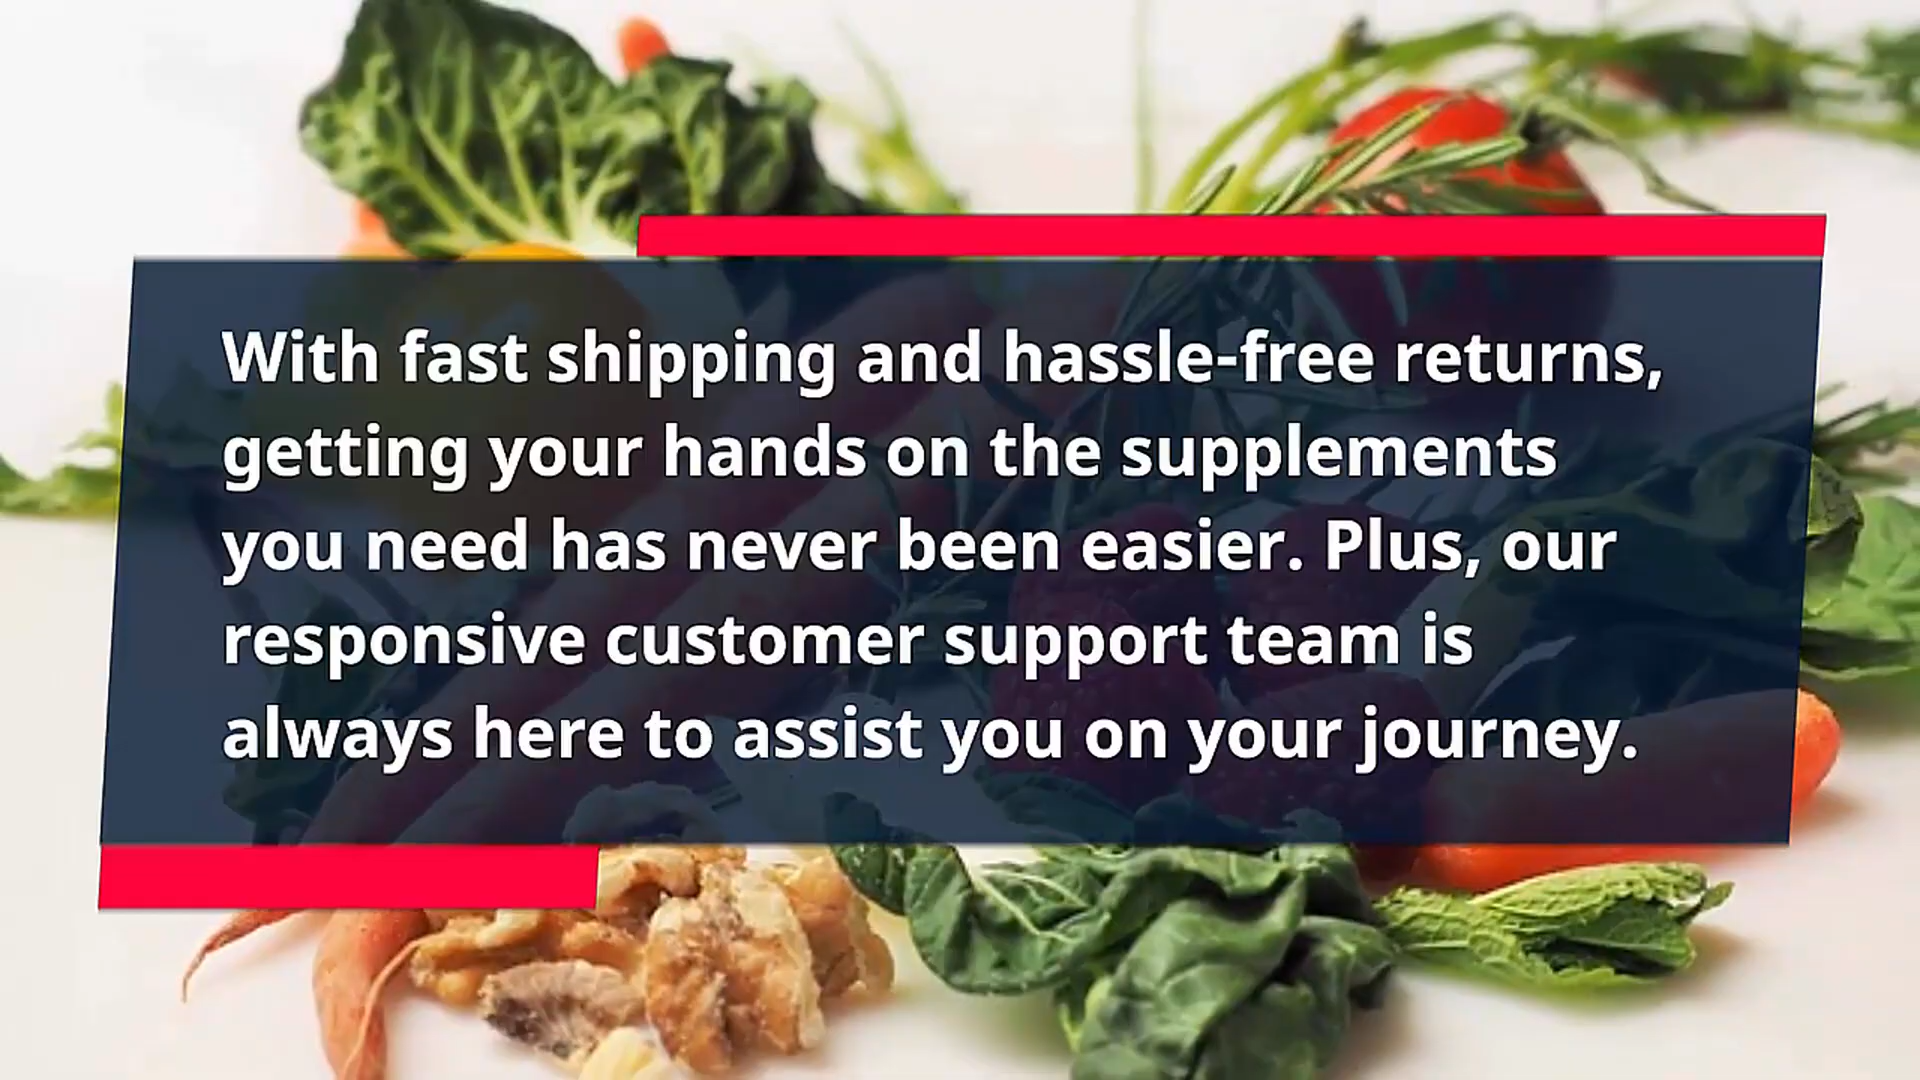 With fast shipping and hassle-free returns,
getting your hands on the supplements
you need has never been easier. Plus, our
responsive customer support team is
always here to assist you on your journey.